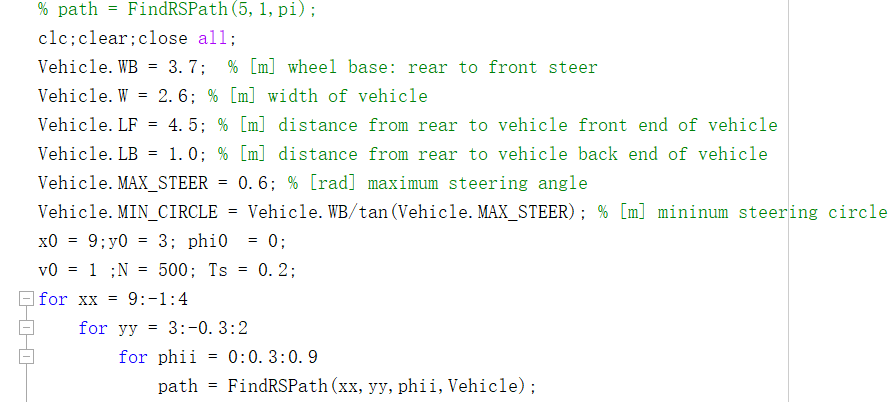 % path = FindRSPath(5,1,pi);
clc;clear;close all;
Vehicle.WB = 3.7;  % [m] wheel base: rear to front steer
Vehicle.W = 2.6; % [m] width of vehicle
Vehicle.LF = 4.5; % [m] distance from rear to vehicle front end of vehicle
Vehicle.LB = 1.0; % [m] distance from rear to vehicle back end of vehicle
Vehicle.MAX_STEER = 0.6; % [rad] maximum steering angle
Vehicle.MIN_CIRCLE = Vehicle.WB/tan(Vehicle.MAX_STEER); % [m] mininum steering circle
x0 = 9;y0 = 3; phi0  = 0;
v0 = 1 ;N = 500; Ts = 0.2;
for xx = 9:-1:4
    for yy = 3:-0.3:2
        for phii = 0:0.3:0.9
            path = FindRSPath(xx,yy,phii,Vehicle);